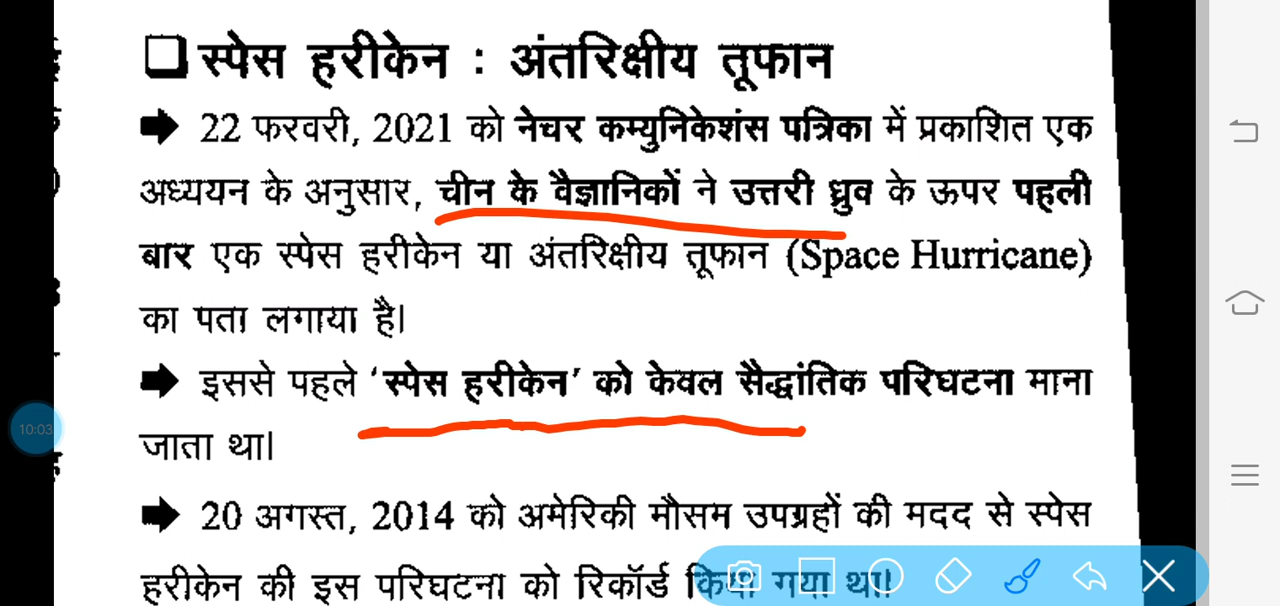 स्पेस हरीकेन : अंतरिक्षीय तूफान
22 फरवरी, 2021 को नेचर कम्युनिकेशंस पत्रिका में प्रकाशित एक
अध्ययन के अनुसार, चीन के वैज्ञानिकों ने उत्तरी ध्रुव के ऊपर पहली
बार एक स्पेस हरीकेन या अंतरिक्षीय तूफान (Space Hurricane)
का पता लगाया है।
इससे पहले ‘स्पेस हरीकेन’ को केवल सैद्धांतिक परिघटना माना
जाता था।
10:03
20 अगस्त, 2014 को अमेरिकी मौसम उपग्रहों की मदद से स्पेस
हरीकेन की इस परिघटना को रिकॉर्ड किया गया था।